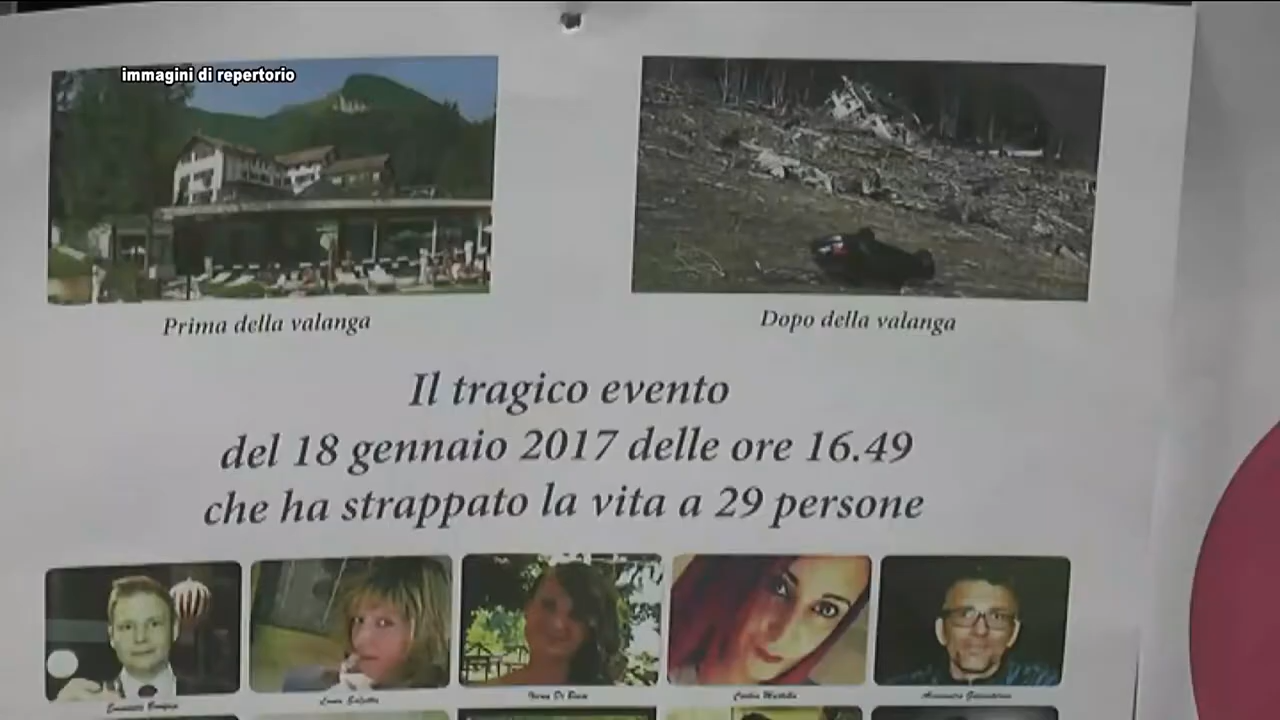 immagini di repertorio
Prima della valanga
Dopo della valanga
Il tragico evento
del 18 gennaio 2017 delle ore 16.49
che ha strappato la vita a 29 persone